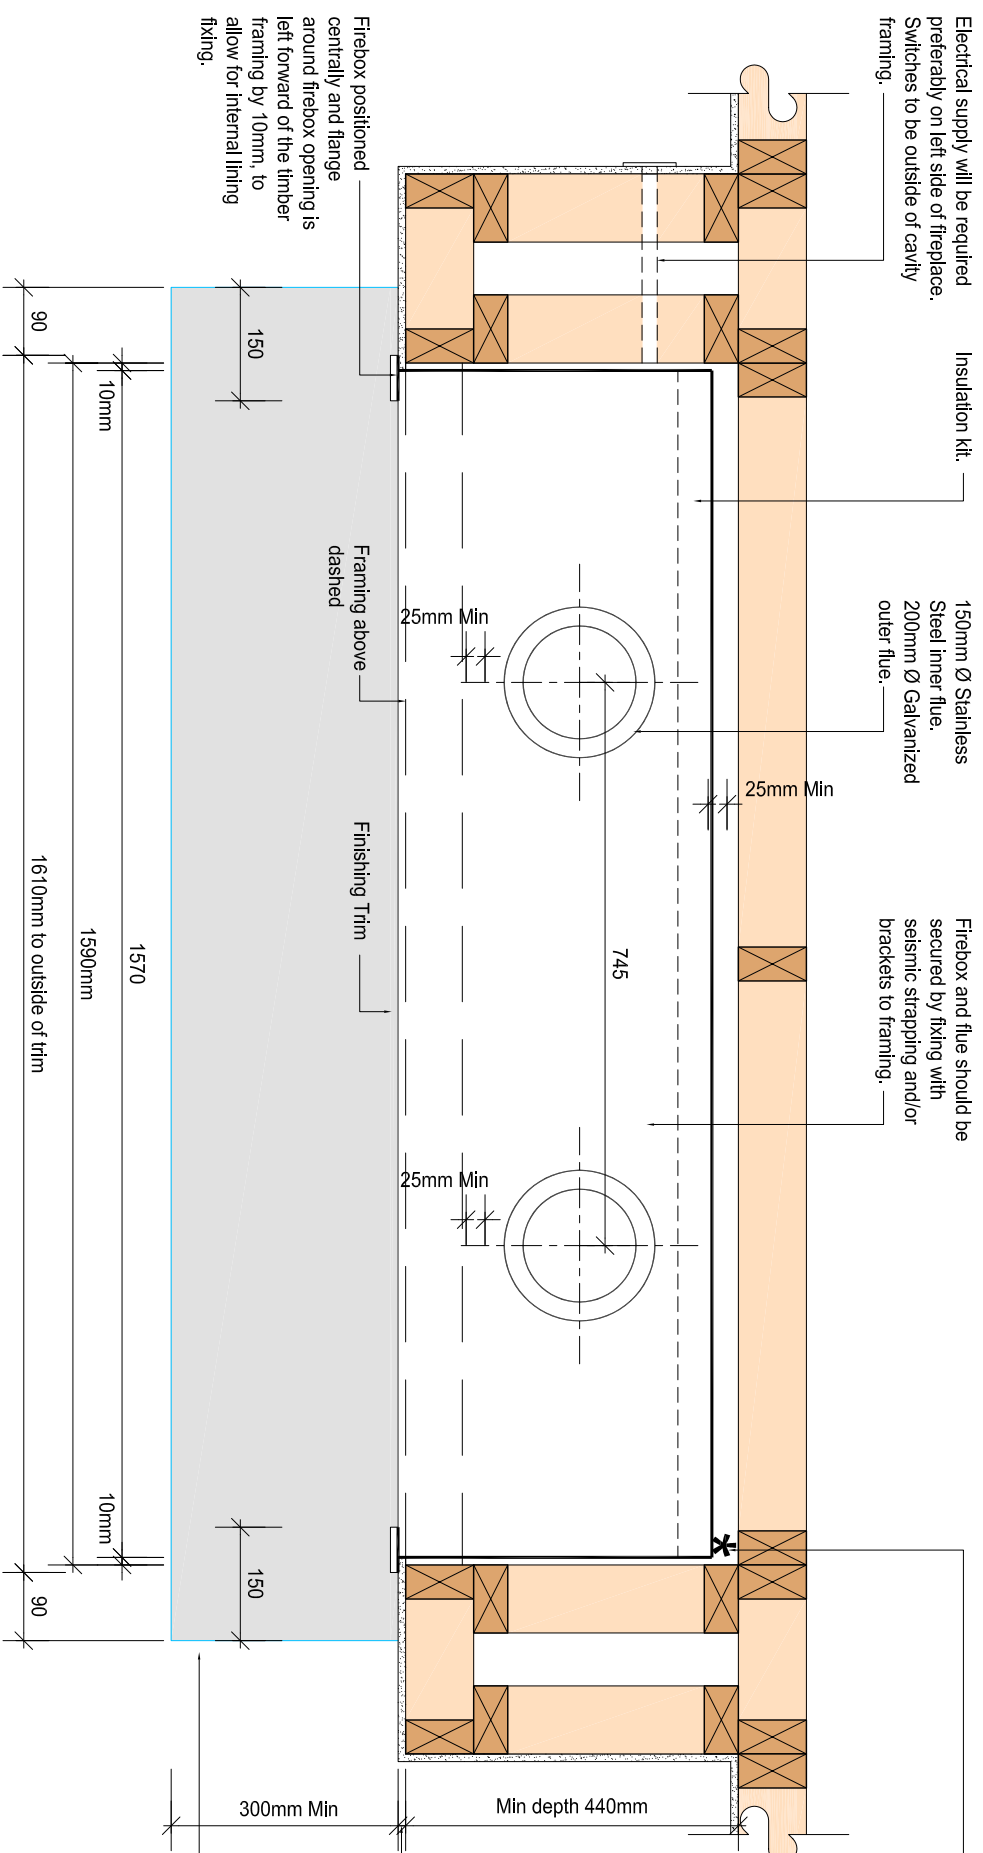 Electrical supply will be required
preferably on left side of fireplace.
Switches to be outside of cavity
framing.
Insulation kit.
150mm Ø Stainless
Steel inner flue.
200mm Ø Galvanized
outer flue.
Firebox and flue should be
secured by fixing with
seismic strapping and/or
brackets to framing.
25mm Min
*
745
25mm Min
25mm Min
Firebox positioned
centrally and flange
around firebox opening is
left forward of the timber
framing by 10mm, to
allow for internal lining
fixing.
Framing above
dashed
Finishing Trim
150
150
10mm
1570
10mm
1590mm
90
1610mm to outside of trim
90
300mm Min
Min depth 440mm